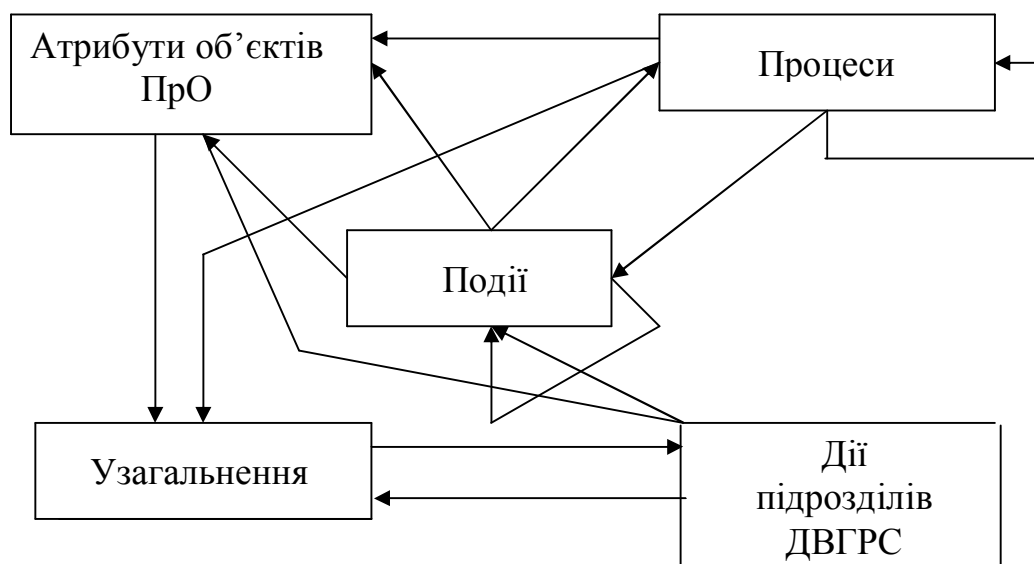 Атрибути об’єктів
ПрО
Процеси
Події
Узагальнення
Дії
підрозділів
ДВГРС